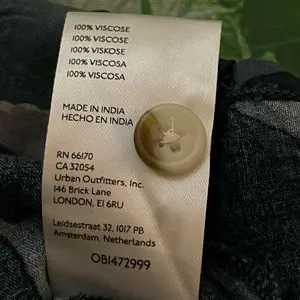 100% VISCOSE
100% VISCOSE
100% VISKOSE
100% VISCOSA
100% VISCOSA
MADE IN INDIA
HECHO EN INDIA
RN 66170
CA 32054
Urban Outfitters, Inc.
146 Brick Lane
LONDON, E1 6RU
Leidsestraat 32, 1017 PB
Amsterdam, Netherlands
OB1472999